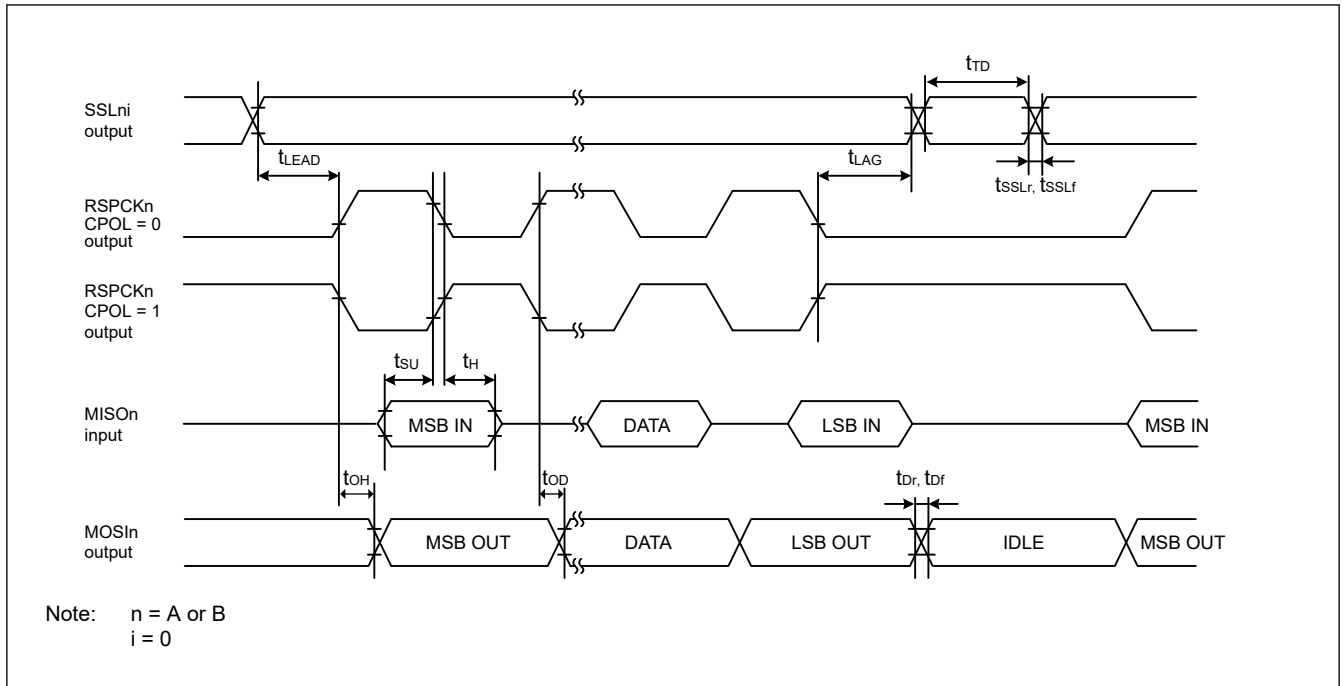 tTD
SSLni
output
tLEAD
tLAG
tSSLr, tSSLf
RSPCKn
CPOL = 0
output
RSPCKn
CPOL = 1
output
tSU
tH
MISOn
input
MSB IN
DATA
LSB IN
MSB IN
tOH
tOD
tDr, tDf
MOSIn
output
MSB OUT
DATA
LSB OUT
IDLE
MSB OUT
Note: n = A or B
i = 0